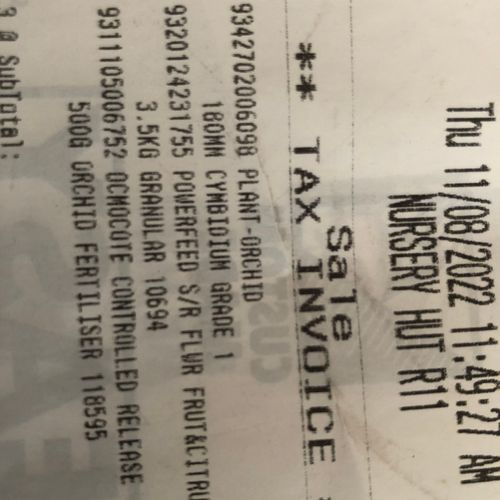 Thu 11/08/2022 11:49:27 AM
NURSERY HUT R11
Sale
** TAX INVOICE
9342702006098 PLANT-ORCHID
180MM CYMBIDIUM GRADE 1
9320124231755 POWERFEED S/R FLWR FRUT&CITRU
3.5KG GRANULAR 10694
9311105006752 OCMOCOTE CONTROLLED RELEASE
500G ORCHID FERTILISER 118595
3 @ SubTotal: